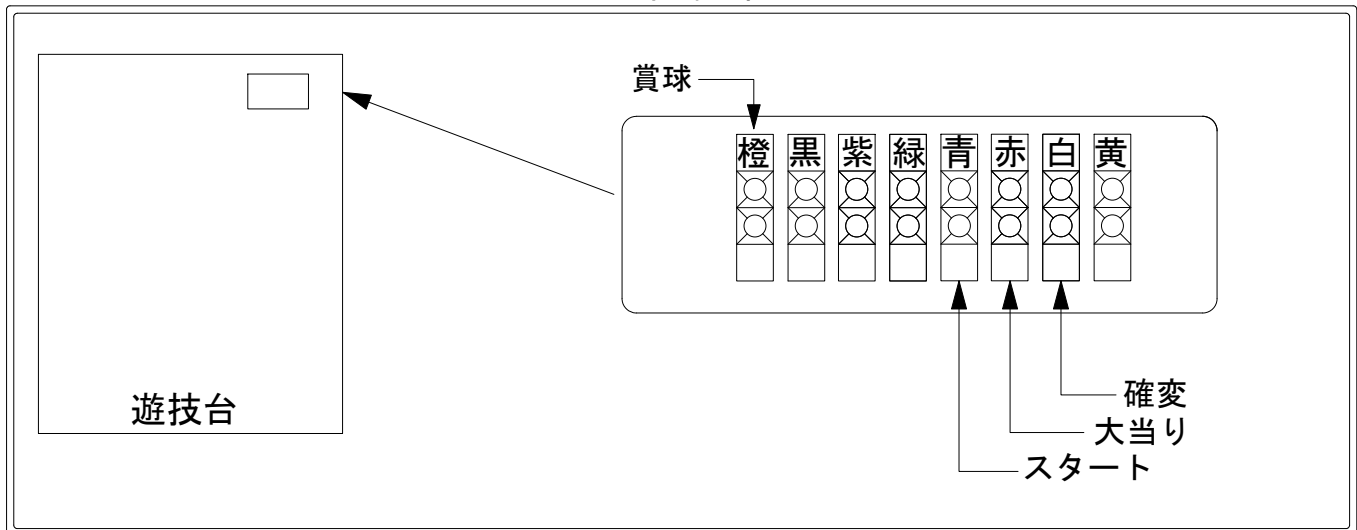 賞球
橙 黒 紫 緑 青 赤 白 黄
遊技台
確変
大当り
スタート